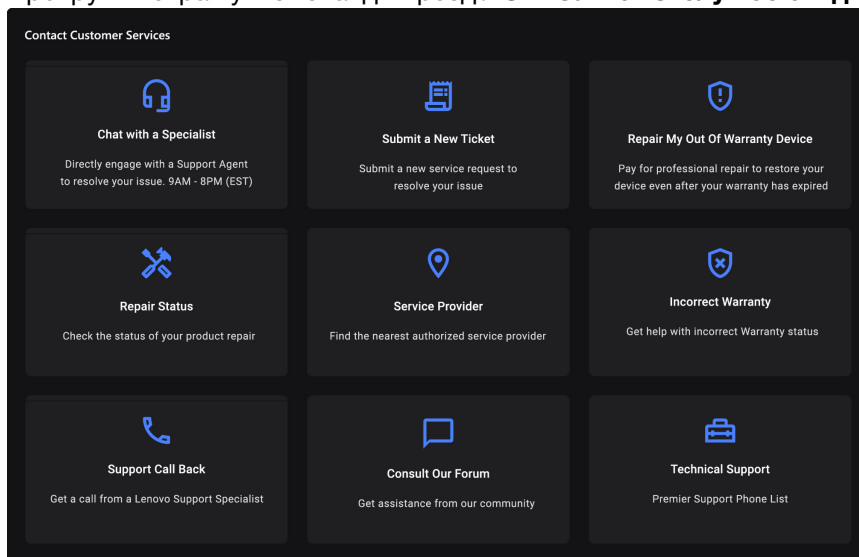 Contact Customer Services
Chat with a Specialist
Directly engage with a Support Agent
to resolve your issue. 9AM - 8PM (EST)
Submit a New Ticket
Submit a new service request to
resolve your issue
Repair My Out Of Warranty Device
Pay for professional repair to restore your
device even after your warranty has expired
Repair Status
Check the status of your product repair
Service Provider
Find the nearest authorized service provider
Incorrect Warranty
Get help with incorrect Warranty status
Support Call Back
Get a call from a Lenovo Support Specialist
Consult Our Forum
Get assistance from our community
Technical Support
Premier Support Phone List